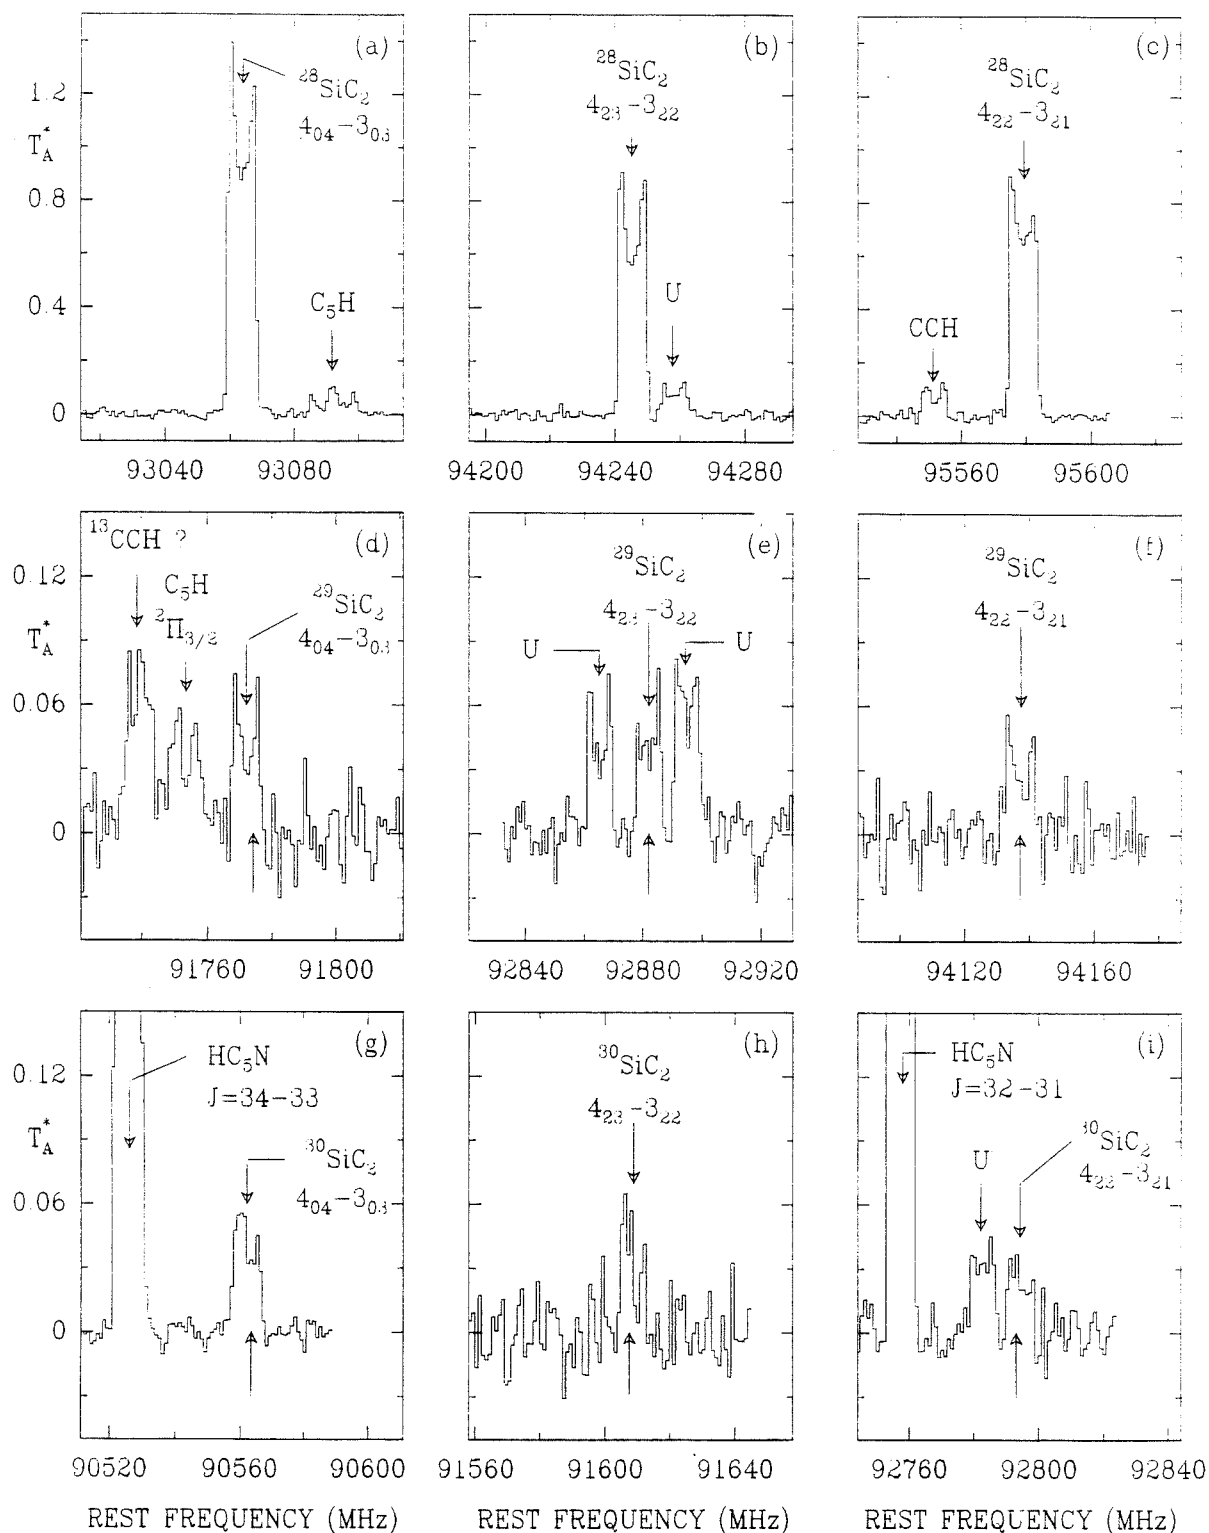 (a)
²⁸SiC₂
4₀₄−3₀₃
C₅H
T*A
1.2
0.8
0.4
0
93040 93080
(b)
²⁸SiC₂
4₂₃−3₂₂
U
94200 94240 94280
(c)
²⁸SiC₂
4₂₂−3₂₁
CCH
95560 95600
(d)
¹³CCH ?
C₅H
²Π₃/₂
²⁹SiC₂
4₀₄−3₀₃
T*A
0.12
0.06
0
91760 91800
(e)
²⁹SiC₂
4₂₃−3₂₂
U
U
92840 92880 92920
(f)
²⁹SiC₂
4₂₂−3₂₁
94120 94160
(g)
HC₅N
J=34−33
³⁰SiC₂
4₀₄−3₀₃
T*A
0.12
0.06
0
90520 90560 90600
REST FREQUENCY (MHz)
(h)
³⁰SiC₂
4₂₃−3₂₂
91560 91600 91640
REST FREQUENCY (MHz)
(i)
HC₅N
J=32−31
U
³⁰SiC₂
4₂₂−3₂₁
92760 92800 92840
REST FREQUENCY (MHz)